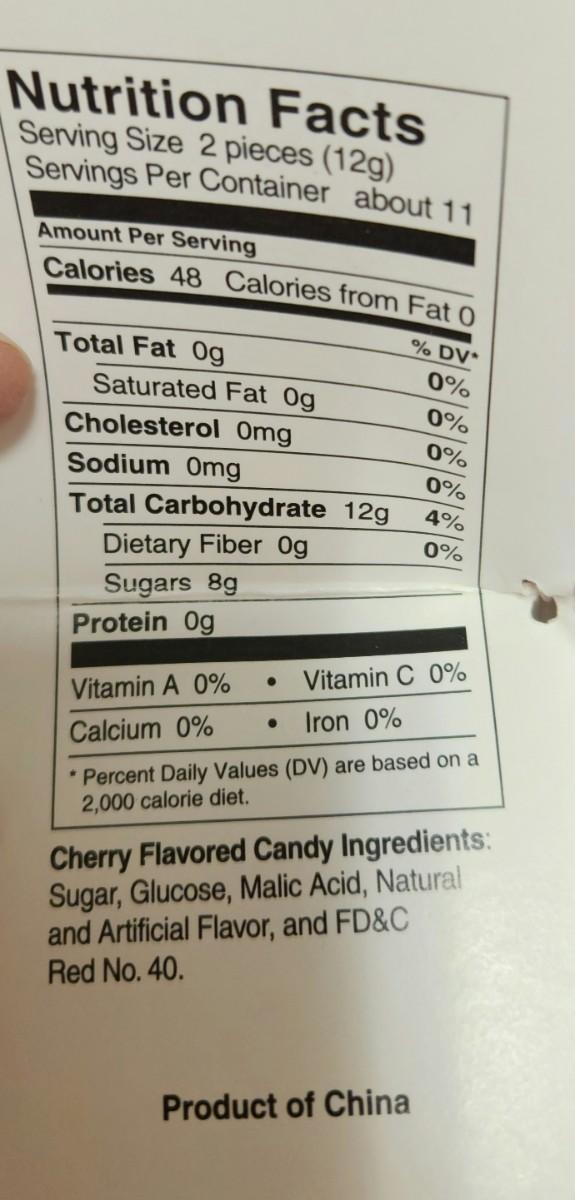 Nutrition Facts
Serving Size 2 pieces (12g)
Servings Per Container about 11
Amount Per Serving
Calories 48 Calories from Fat 0
% DV*
Total Fat 0g 0%
Saturated Fat 0g 0%
Cholesterol 0mg 0%
Sodium 0mg 0%
Total Carbohydrate 12g 4%
Dietary Fiber 0g 0%
Sugars 8g
Protein 0g
Vitamin A 0% • Vitamin C 0%
Calcium 0% • Iron 0%
* Percent Daily Values (DV) are based on a
2,000 calorie diet.
Cherry Flavored Candy Ingredients:
Sugar, Glucose, Malic Acid, Natural
and Artificial Flavor, and FD&C
Red No. 40.
Product of China